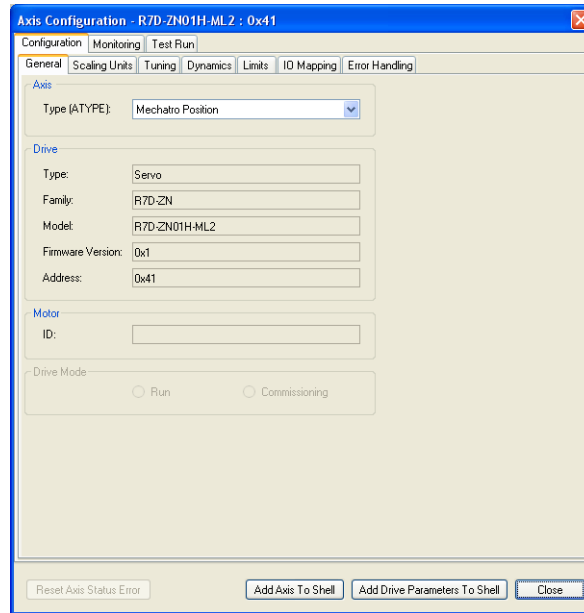 Axis Configuration - R7D-ZN01H-ML2 : 0x41
Configuration Monitoring Test Run
General Scaling Units Tuning Dynamics Limits IO Mapping Error Handling
Axis
Type (ATYPE): Mechatro Position
Drive
Type: Servo
Family: R7D-ZN
Model: R7D-ZN01H-ML2
Firmware Version: 0x1
Address: 0x41
Motor
ID:
Drive Mode
Run Commissioning
Reset Axis Status Error Add Axis To Shell Add Drive Parameters To Shell Close